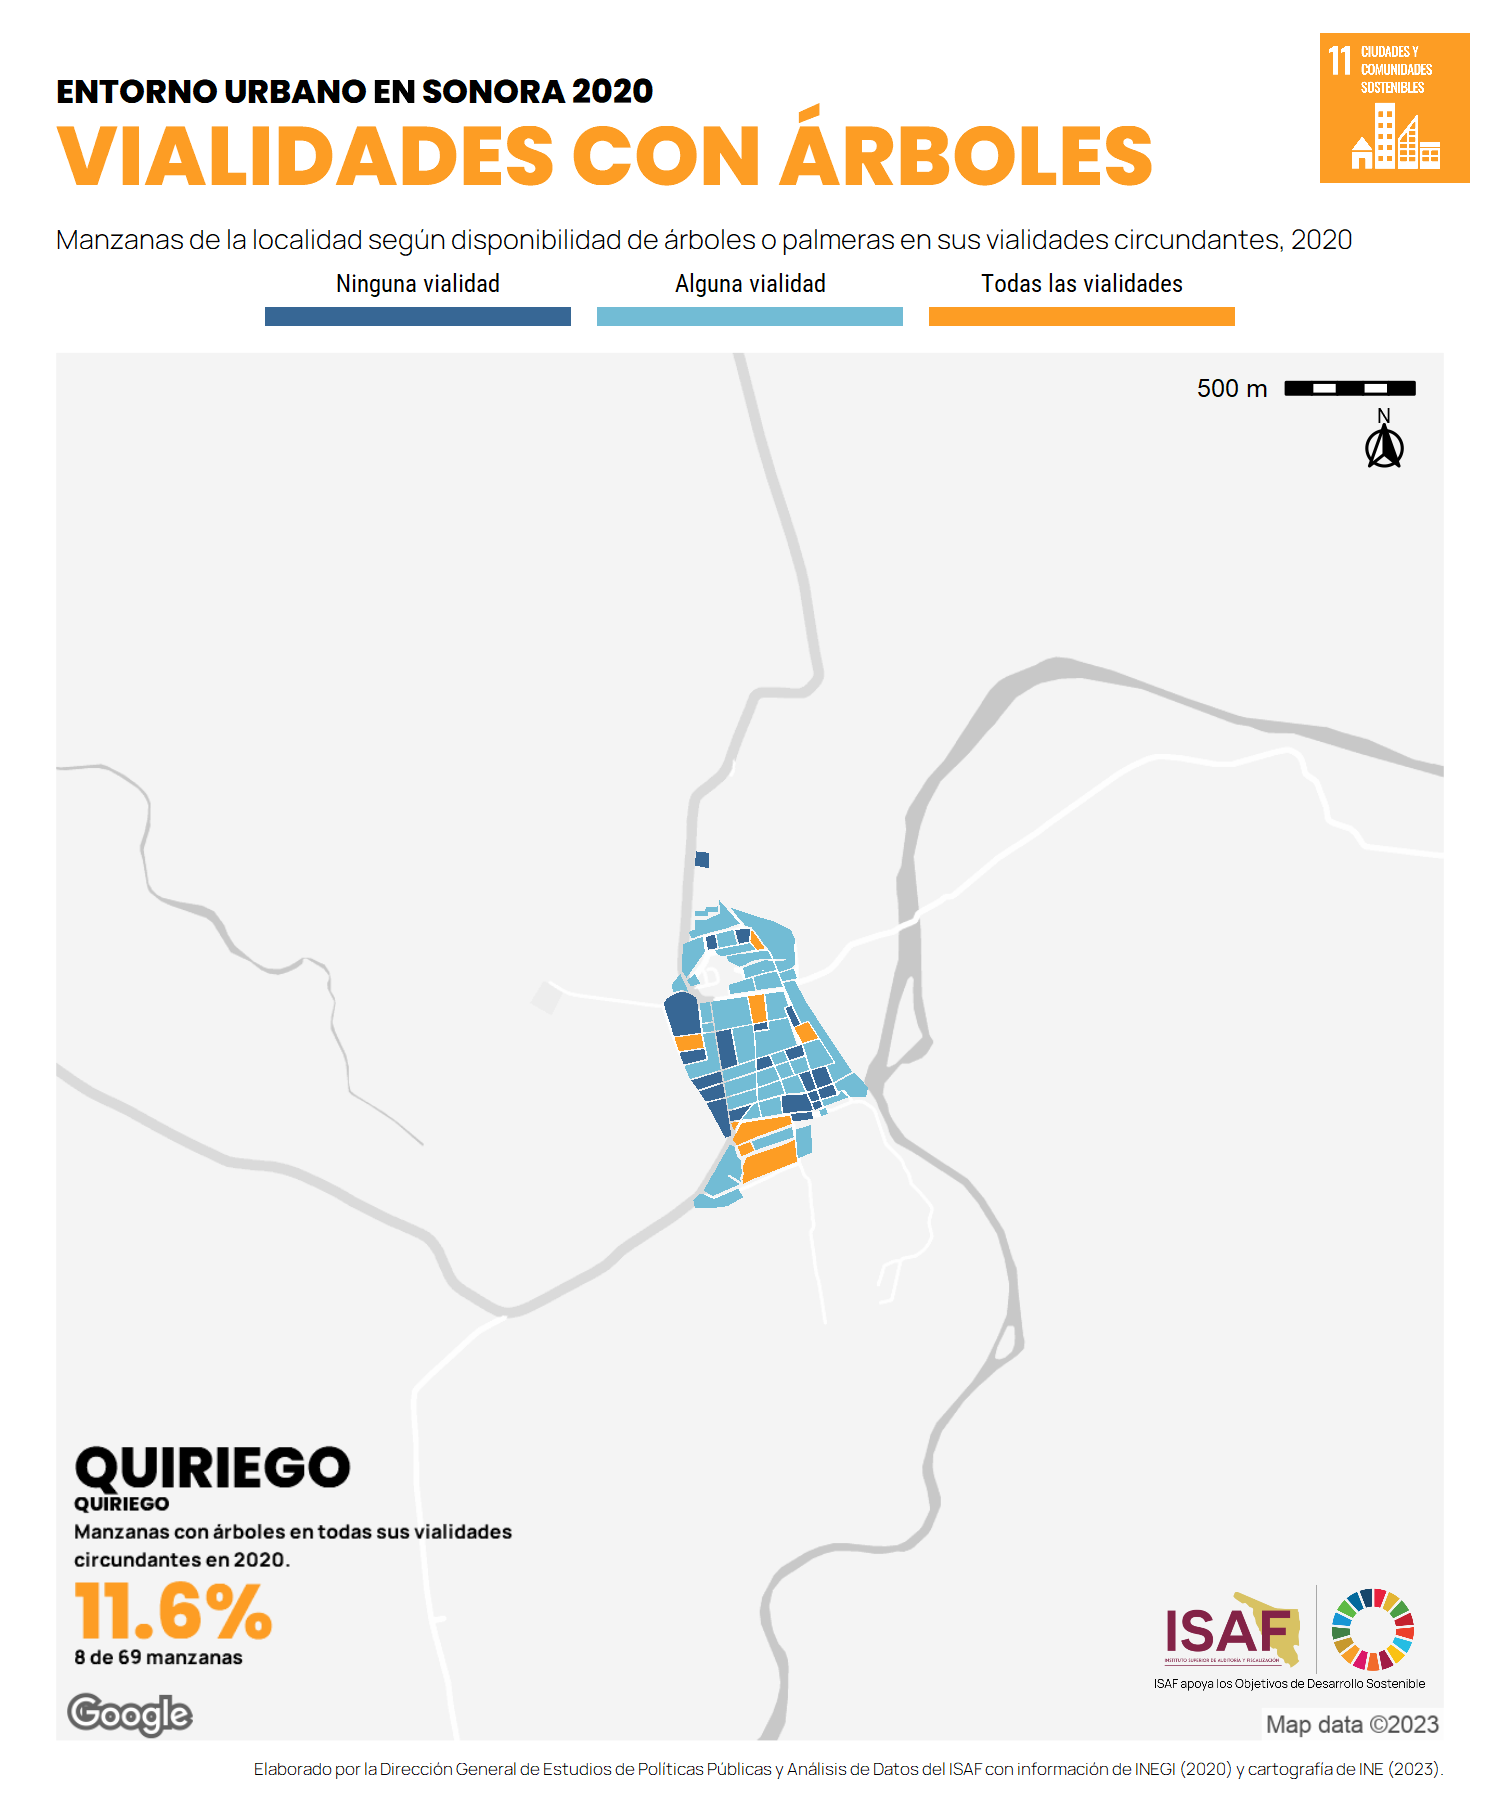 11 CIUDADES Y
COMUNIDADES
SOSTENIBLES
ENTORNO URBANO EN SONORA 2020
VIALIDADES CON ÁRBOLES
Manzanas de la localidad según disponibilidad de árboles o palmeras en sus vialidades circundantes, 2020
Ninguna vialidad
Alguna vialidad
Todas las vialidades
500 m
N
QUIRIEGO
QUIRIEGO
Manzanas con árboles en todas sus vialidades
circundantes en 2020.
11.6%
8 de 69 manzanas
Google
ISAF
INSTITUTO SUPERIOR DE AUDITORÍA Y FISCALIZACIÓN
ISAF apoya los Objetivos de Desarrollo Sostenible
Map data ©2023
Elaborado por la Dirección General de Estudios de Políticas Públicas y Análisis de Datos del ISAF con información de INEGI (2020) y cartografía de INE (2023).